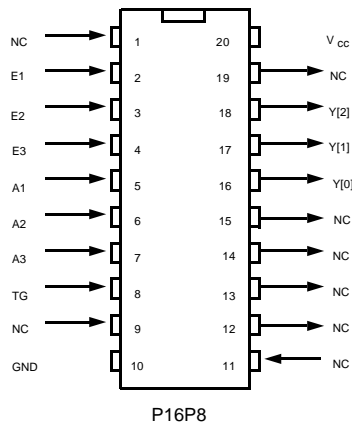 NC 1 20 V cc
E1 2 19 NC
E2 3 18 Y[2]
E3 4 17 Y[1]
A1 5 16 Y[0]
A2 6 15 NC
A3 7 14 NC
TG 8 13 NC
NC 9 12 NC
GND 10 11 NC
P16P8